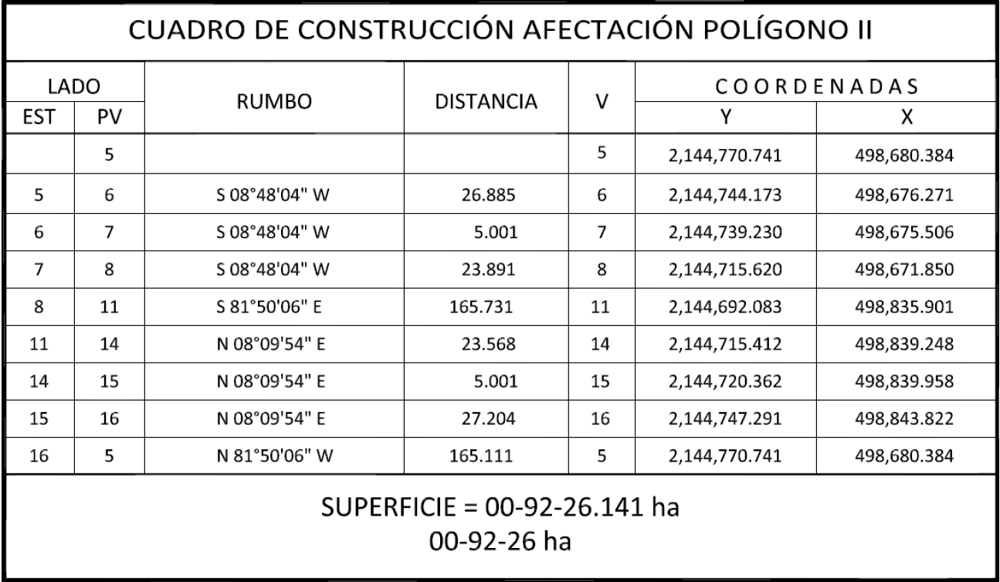 CUADRO DE CONSTRUCCIÓN AFECTACIÓN POLÍGONO II
LADO RUMBO DISTANCIA V C O O R D E N A D A S
EST PV Y X
5 5 2,144,770.741 498,680.384
5 6 S 08°48'04" W 26.885 6 2,144,744.173 498,676.271
6 7 S 08°48'04" W 5.001 7 2,144,739.230 498,675.506
7 8 S 08°48'04" W 23.891 8 2,144,715.620 498,671.850
8 11 S 81°50'06" E 165.731 11 2,144,692.083 498,835.901
11 14 N 08°09'54" E 23.568 14 2,144,715.412 498,839.248
14 15 N 08°09'54" E 5.001 15 2,144,720.362 498,839.958
15 16 N 08°09'54" E 27.204 16 2,144,747.291 498,843.822
16 5 N 81°50'06" W 165.111 5 2,144,770.741 498,680.384
SUPERFICIE = 00-92-26.141 ha
00-92-26 ha